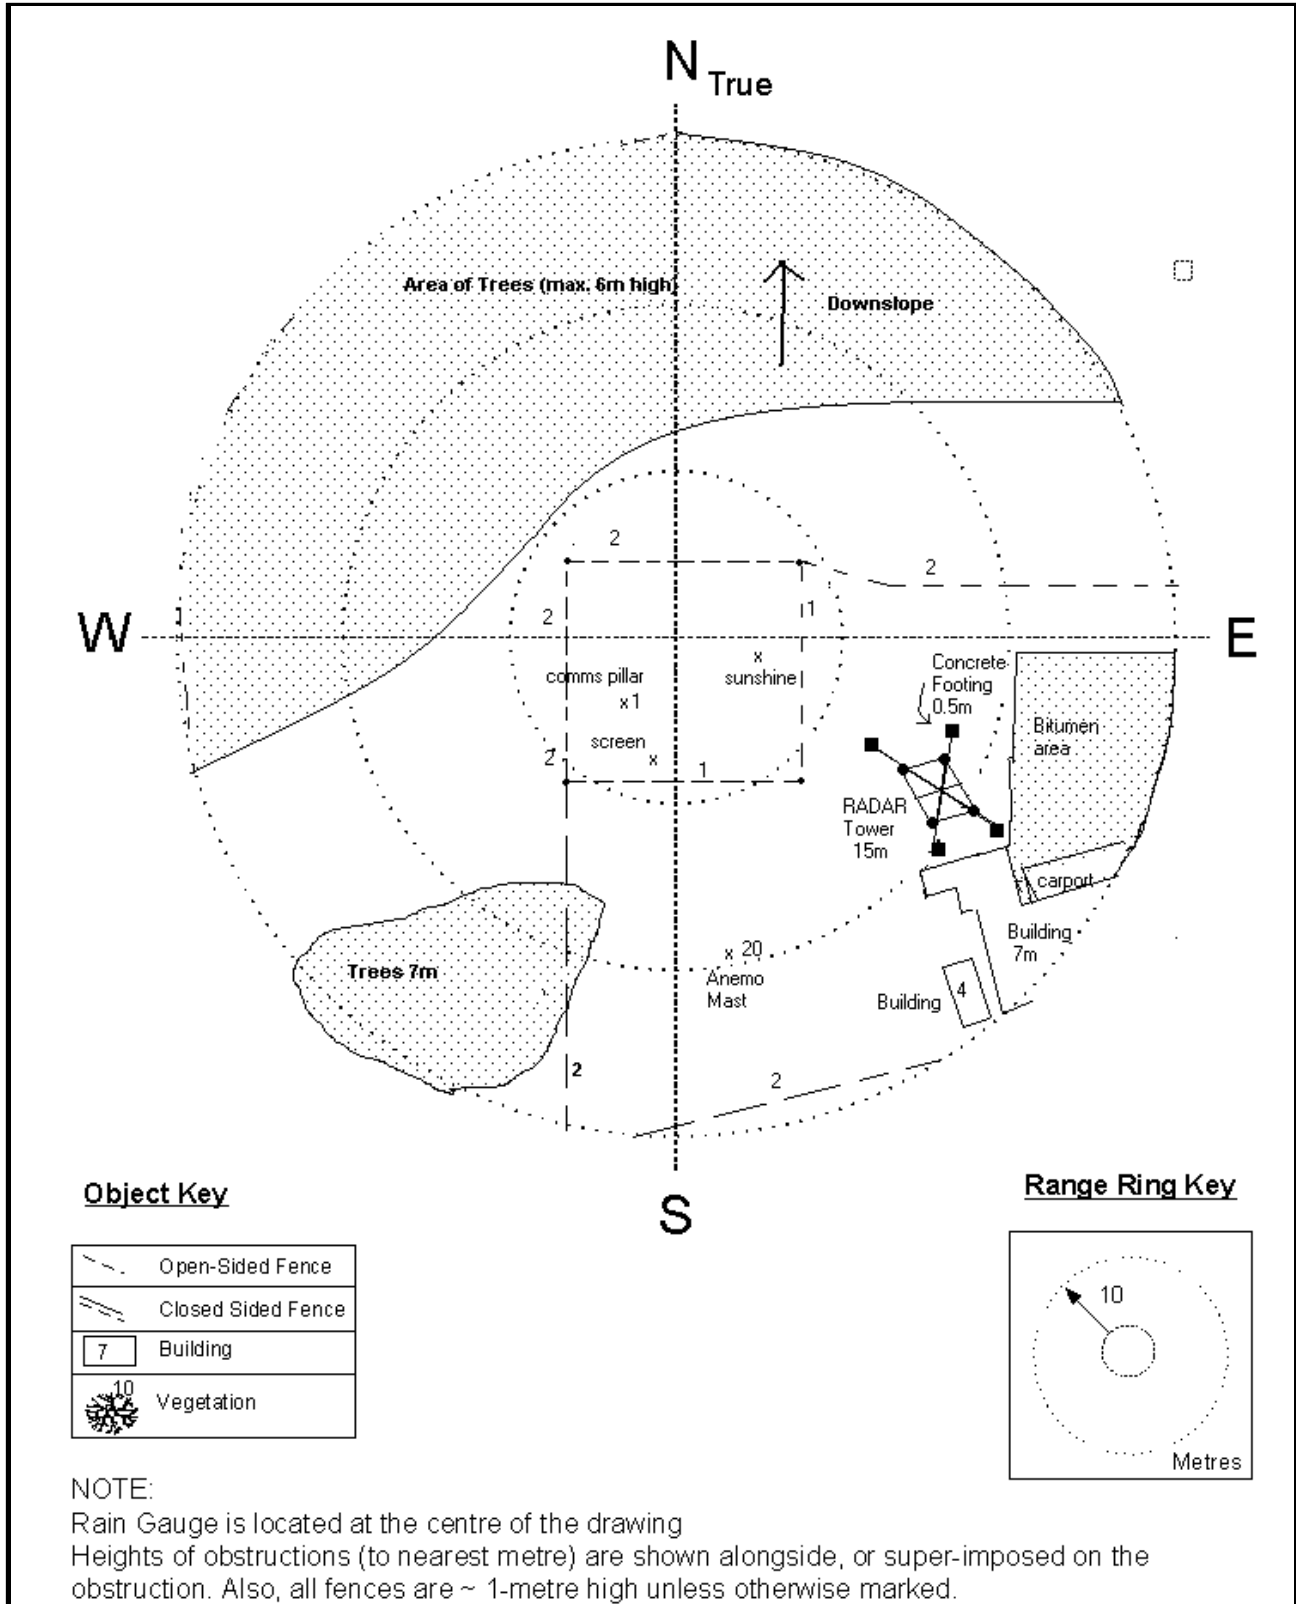 N
True
Area of Trees (max. 6m high)
Downslope
2
2
2
1
W
E
Concrete
Footing
0.5m
x
sunshine
comms pillar
x1
Bitumen
area
screen
x
2
1
RADAR
Tower
15m
carport
Building
7m
x 20
Anemo
Mast
Trees 7m
4
Building
2
2
S
Object Key
Range Ring Key
Open-Sided Fence
Closed Sided Fence
7
Building
10
Vegetation
10
Metres
NOTE:
Rain Gauge is located at the centre of the drawing
Heights of obstructions (to nearest metre) are shown alongside, or super-imposed on the
obstruction. Also, all fences are ~ 1-metre high unless otherwise marked.